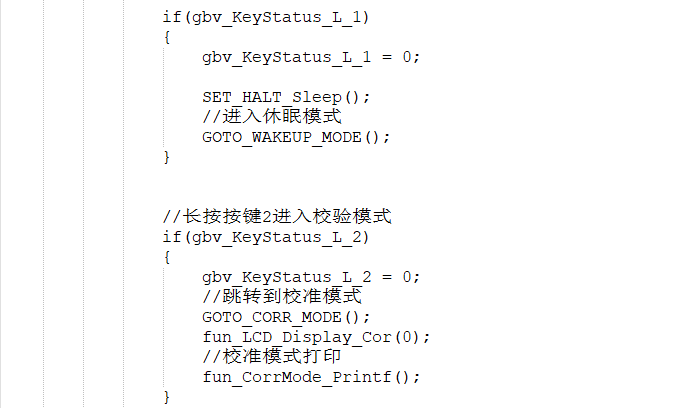 if(gbv_KeyStatus_L_1)
{
gbv_KeyStatus_L_1 = 0;
SET_HALT_Sleep();
//进入休眠模式
GOTO_WAKEUP_MODE();
}
//长按按键2进入校验模式
if(gbv_KeyStatus_L_2)
{
gbv_KeyStatus_L_2 = 0;
//跳转到校准模式
GOTO_CORR_MODE();
fun_LCD_Display_Cor(0);
//校准模式打印
fun_CorrMode_Printf();
}